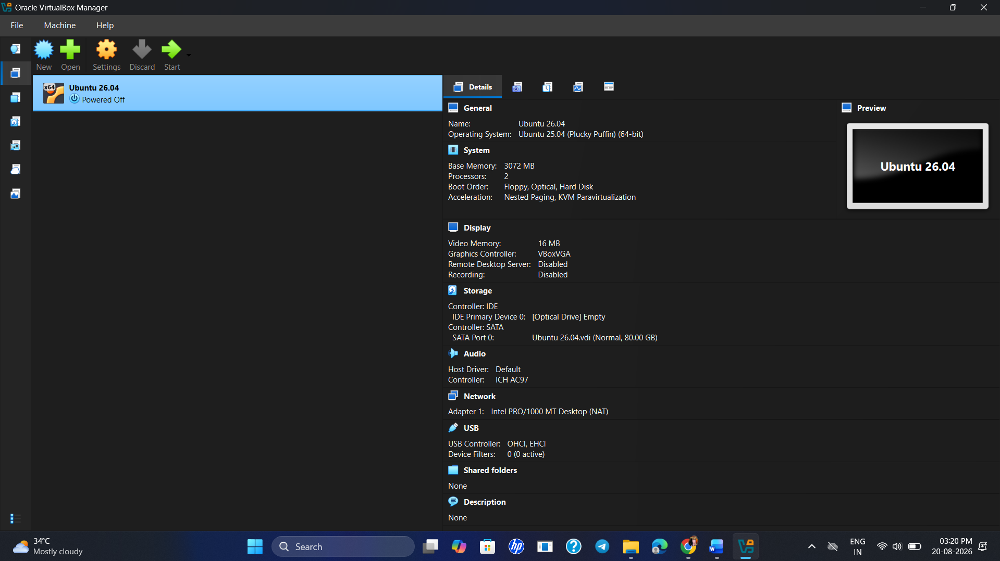 Oracle VirtualBox Manager
File Machine Help
New Open Settings Discard Start
x64
Ubuntu 26.04
Powered Off
Details
General
Name: Ubuntu 26.04
Operating System: Ubuntu 25.04 (Plucky Puffin) (64-bit)
System
Base Memory: 3072 MB
Processors: 2
Boot Order: Floppy, Optical, Hard Disk
Acceleration: Nested Paging, KVM Paravirtualization
Preview
Ubuntu 26.04
Display
Video Memory: 16 MB
Graphics Controller: VBoxVGA
Remote Desktop Server: Disabled
Recording: Disabled
Storage
Controller: IDE
IDE Primary Device 0: [Optical Drive] Empty
Controller: SATA
SATA Port 0: Ubuntu 26.04.vdi (Normal, 80.00 GB)
Audio
Host Driver: Default
Controller: ICH AC97
Network
Adapter 1: Intel PRO/1000 MT Desktop (NAT)
USB
USB Controller: OHCI, EHCI
Device Filters: 0 (0 active)
Shared folders
None
Description
None
34°C
Mostly cloudy
Search
hp
W
ENG
IN
03:20 PM
20-08-2026